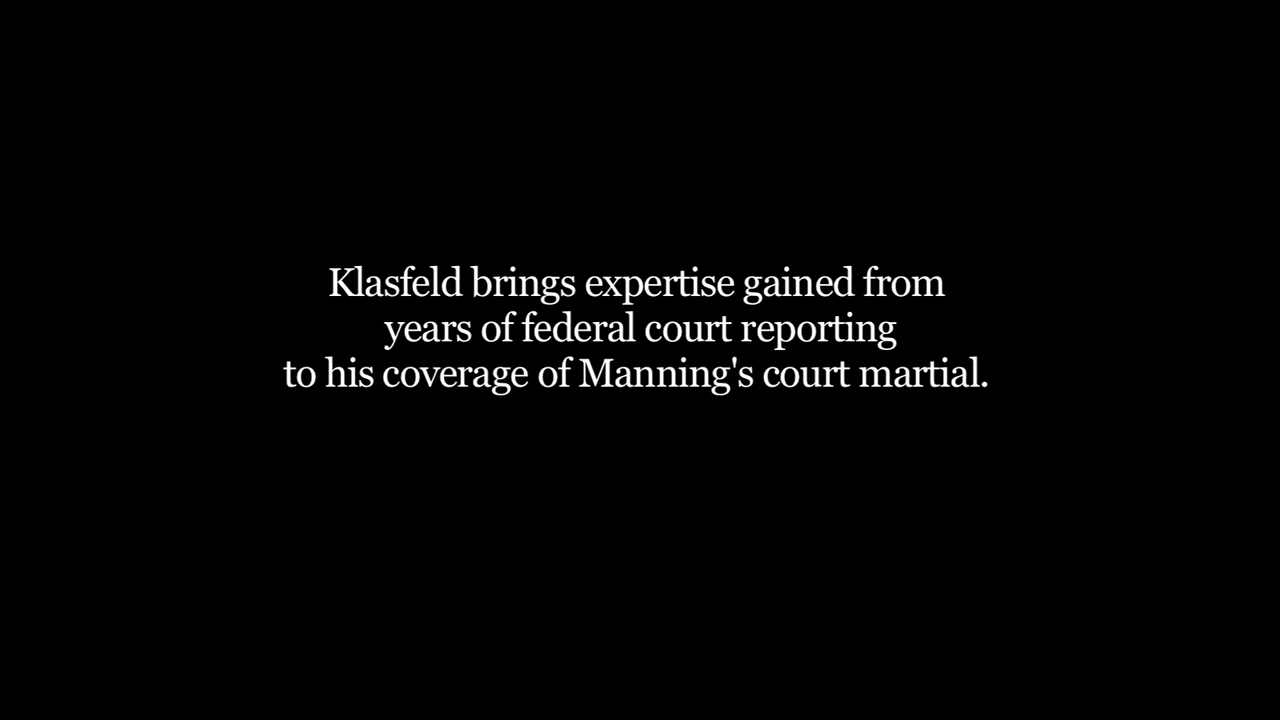 Klasfeld brings expertise gained from
years of federal court reporting
to his coverage of Manning's court martial.